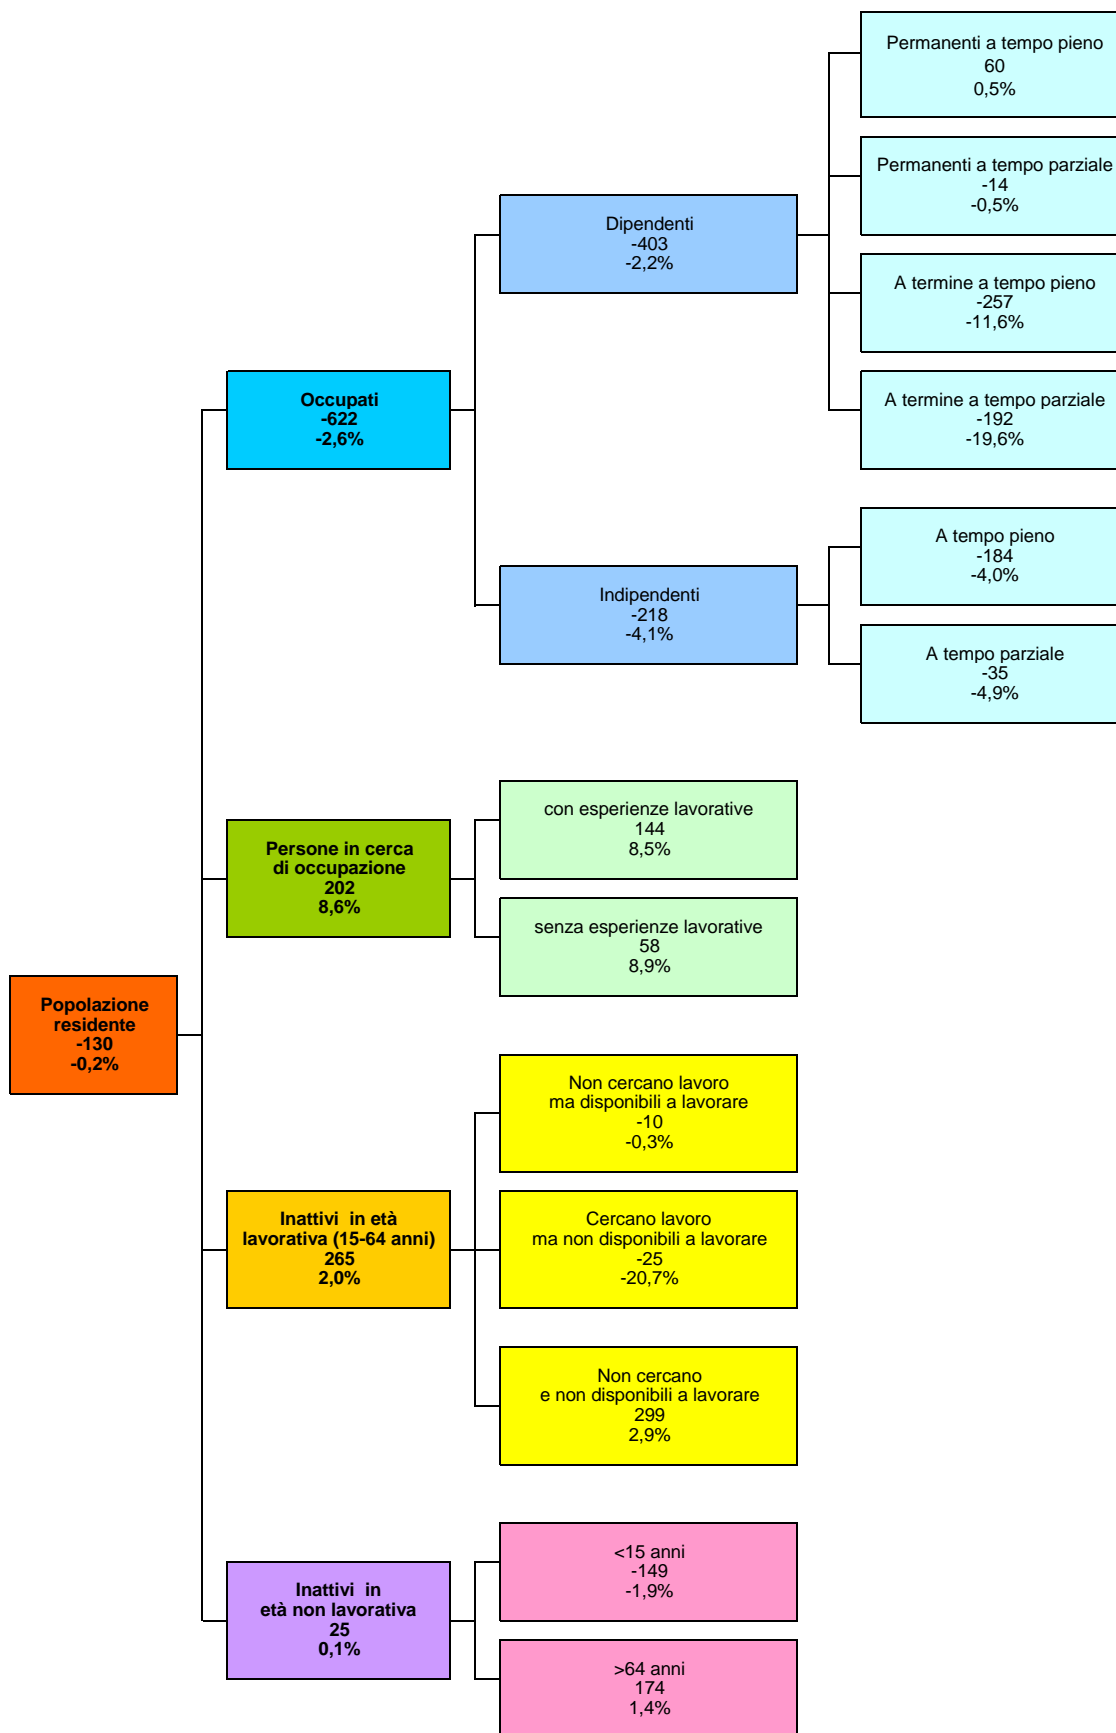 Permanenti a tempo pieno
60
0,5%
Permanenti a tempo parziale
-14
-0,5%
Dipendenti
-403
-2,2%
A termine a tempo pieno
-257
-11,6%
Occupati
-622
-2,6%
A termine a tempo parziale
-192
-19,6%
A tempo pieno
-184
-4,0%
Indipendenti
-218
-4,1%
A tempo parziale
-35
-4,9%
con esperienze lavorative
144
8,5%
Persone in cerca
di occupazione
202
8,6%
senza esperienze lavorative
58
8,9%
Popolazione
residente
-130
-0,2%
Non cercano lavoro
ma disponibili a lavorare
-10
-0,3%
Inattivi in età
lavorativa (15-64 anni)
265
2,0%
Cercano lavoro
ma non disponibili a lavorare
-25
-20,7%
Non cercano
e non disponibili a lavorare
299
2,9%
<15 anni
-149
-1,9%
Inattivi in
età non lavorativa
25
0,1%
>64 anni
174
1,4%